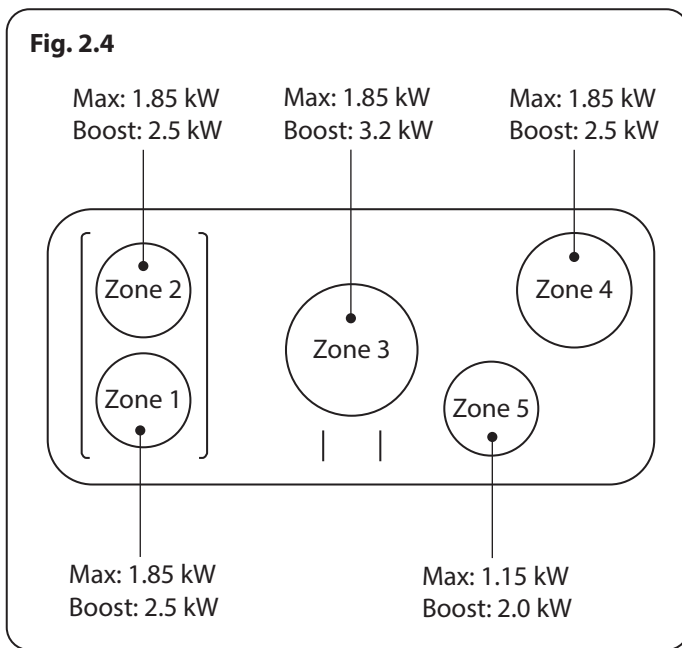 Fig. 2.4
Max: 1.85 kW
Boost: 2.5 kW
Max: 1.85 kW
Boost: 3.2 kW
Max: 1.85 kW
Boost: 2.5 kW
Zone 2
Zone 4
Zone 3
Zone 1
Zone 5
Max: 1.85 kW
Boost: 2.5 kW
Max: 1.15 kW
Boost: 2.0 kW